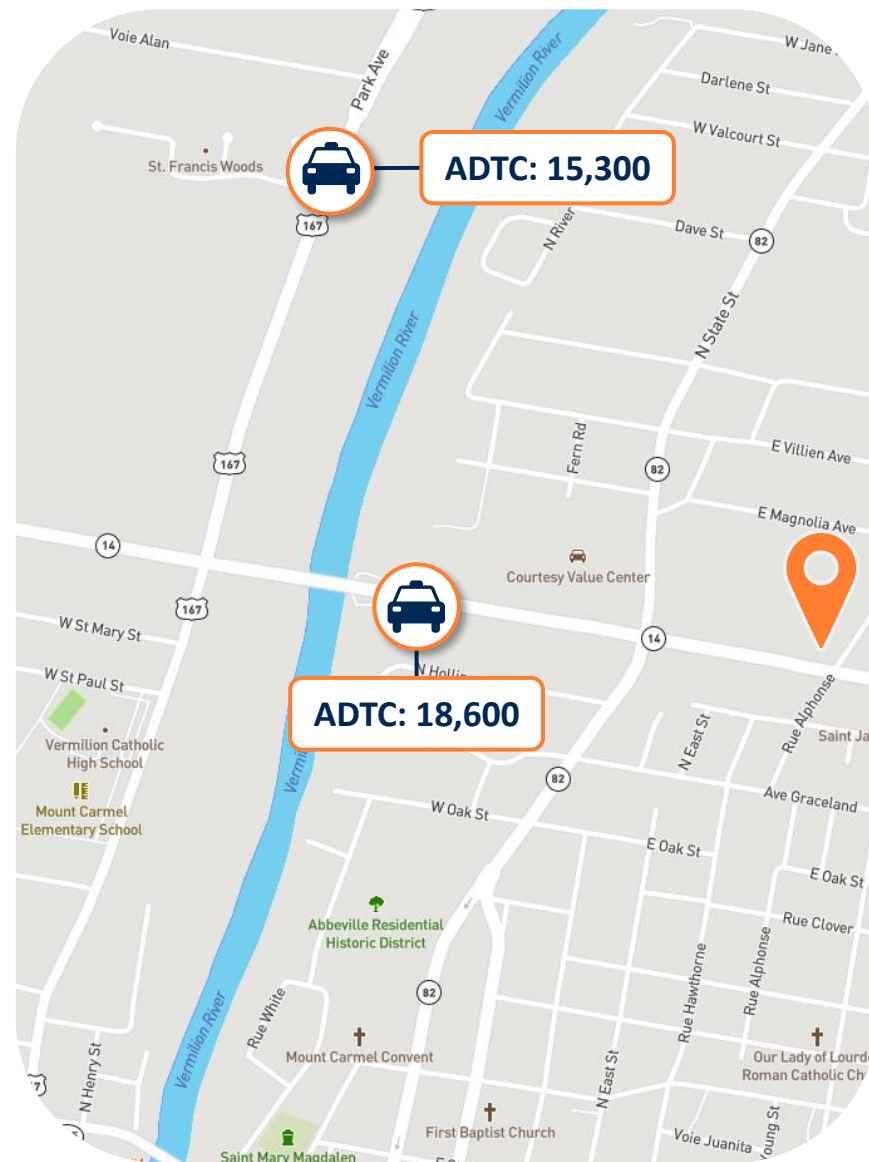 Voie Alan
Park Ave
Vermilion River
W Jane
Darlene St
W Valcourt St
St. Francis Woods
ADTC: 15,300
167
N River
Dave St
82
N State St
Vermilion River
Fern Rd
E Villien Ave
167
82
E Magnolia Ave
14
Courtesy Value Center
167
W St Mary St
14
W St Paul St
N Hollin
ADTC: 18,600
Rue Alphonse
N East St
Saint Ja
Vermilion Catholic
High School
82
Mount Carmel
Elementary School
Ave Graceland
W Oak St
E Oak St
E Oak St
Abbeville Residential
Historic District
Rue Clover
82
Rue Hawthorne
Rue Alphonse
Rue White
Vermilion River
Mount Carmel Convent
Our Lady of Lourde
Roman Catholic Ch
N Henry St
N East St
First Baptist Church
Voie Juanita
Young St
Saint Mary Magdalen